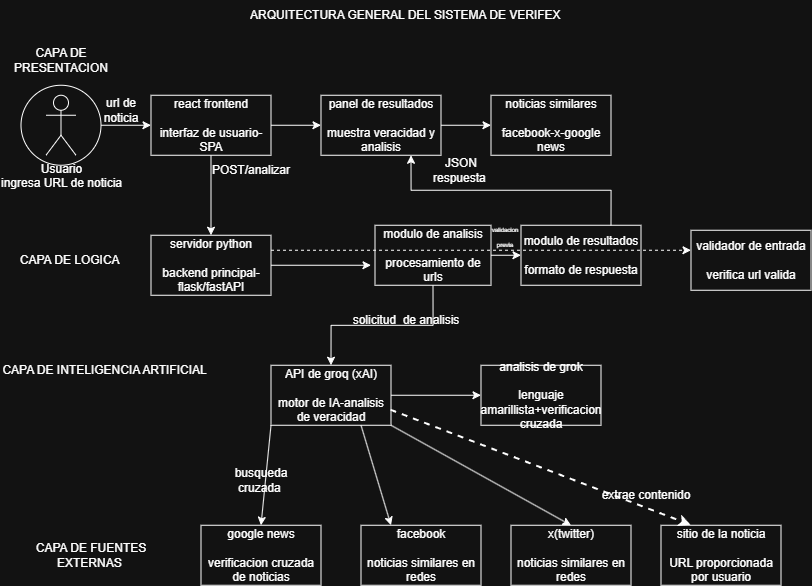 ARQUITECTURA GENERAL DEL SISTEMA DE VERIFEX
CAPA DE
PRESENTACION
url de
noticia
Usuario
ingresa URL de noticia
react frontend
interfaz de usuario-
SPA
panel de resultados
muestra veracidad y
analisis
noticias similares
facebook-x-google
news
POST/analizar
JSON
respuesta
CAPA DE LOGICA
servidor python
backend principal-
flask/fastAPI
modulo de analisis
procesamiento de
urls
validacion
previa
modulo de resultados
formato de respuesta
validador de entrada
verifica url valida
solicitud de analisis
CAPA DE INTELIGENCIA ARTIFICIAL
API de groq (xAI)
motor de IA-analisis
de veracidad
analisis de grok
lenguaje
amarillista+verificacion
cruzada
busqueda
cruzada
extrae contenido
CAPA DE FUENTES
EXTERNAS
google news
verificacion cruzada
de noticias
facebook
noticias similares en
redes
x(twitter)
noticias similares en
redes
sitio de la noticia
URL proporcionada
por usuario